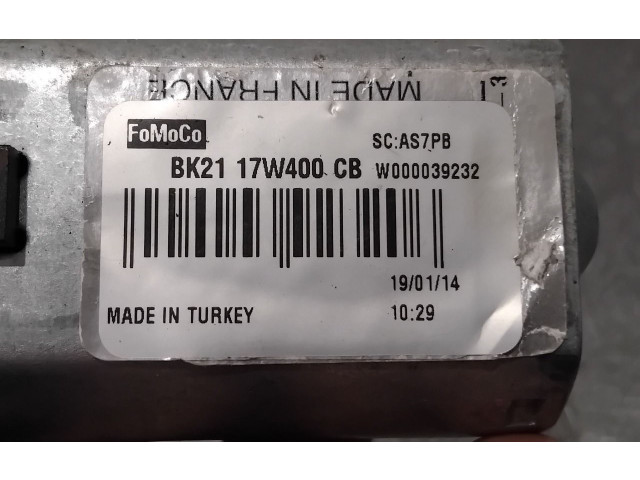 MADE IN FRANCE
FoMoCo
SC:AS7PB
BK21 17W400 CB W000039232
19/01/14
MADE IN TURKEY 10:29